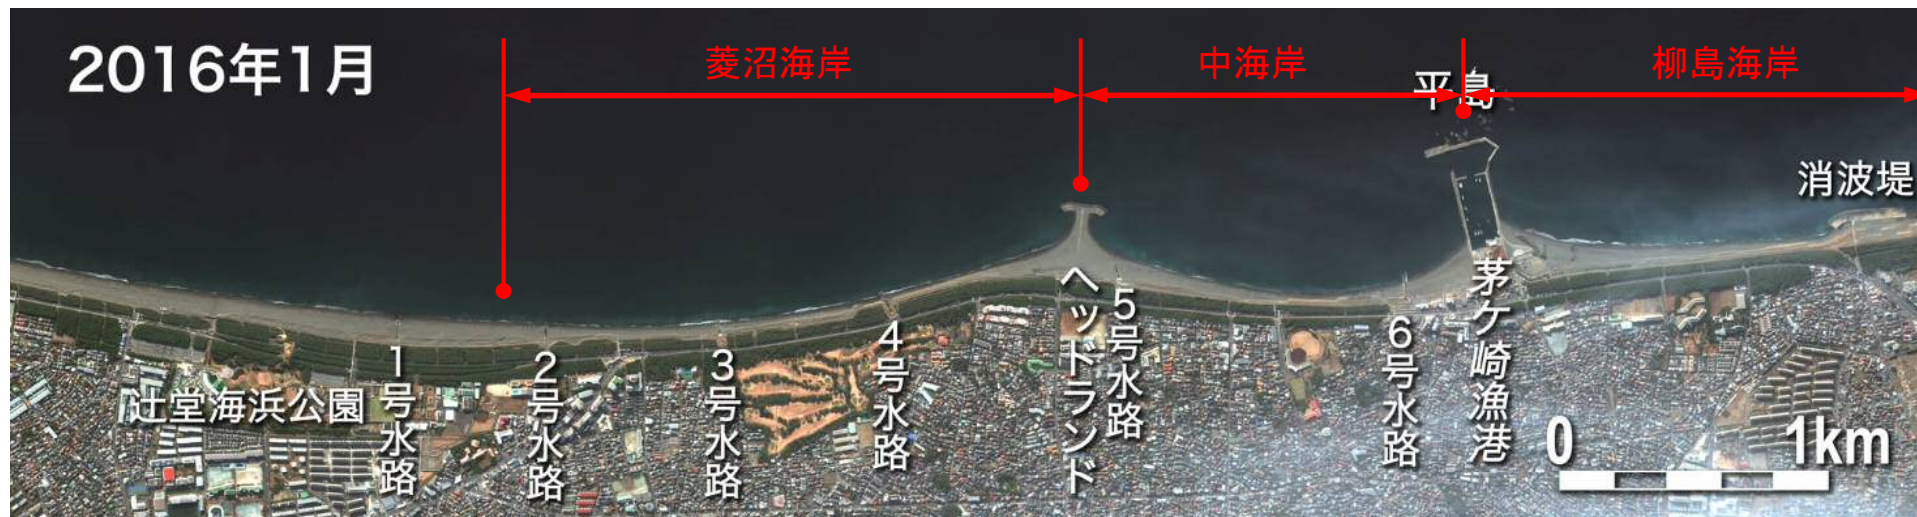 2016年1月
菱沼海岸
中海岸
柳島海岸
平島
消波堤
辻堂海浜公園
1号水路
2号水路
3号水路
4号水路
ヘッドランド
5号水路
6号水路
茅ケ崎漁港
0
1km